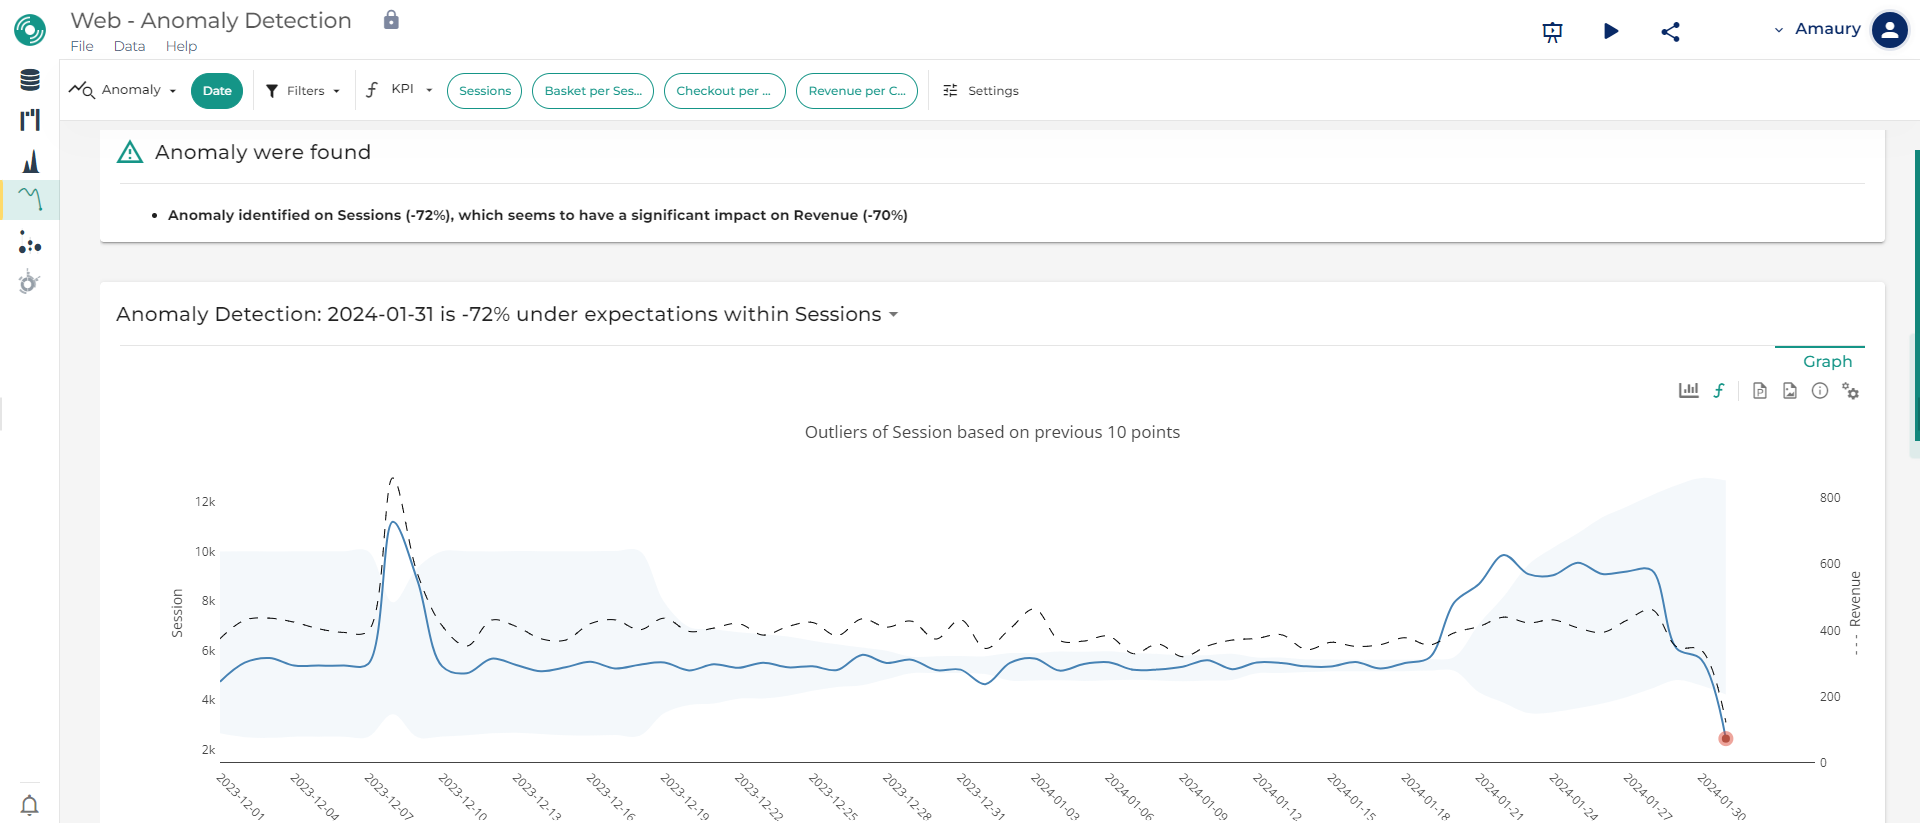 Web - Anomaly Detection
File Data Help
Amaury
Anomaly Date Filters KPI Sessions Basket per Ses... Checkout per ... Revenue per C... Settings
Anomaly were found
• Anomaly identified on Sessions (-72%), which seems to have a significant impact on Revenue (-70%)
Anomaly Detection: 2024-01-31 is -72% under expectations within Sessions
Graph
Outliers of Session based on previous 10 points
12k
10k
8k
6k
4k
2k
Session
800
600
400
200
0
--- Revenue
2023-12-01
2023-12-04
2023-12-07
2023-12-10
2023-12-13
2023-12-16
2023-12-19
2023-12-22
2023-12-25
2023-12-28
2023-12-31
2024-01-03
2024-01-06
2024-01-09
2024-01-12
2024-01-15
2024-01-18
2024-01-21
2024-01-24
2024-01-27
2024-01-30